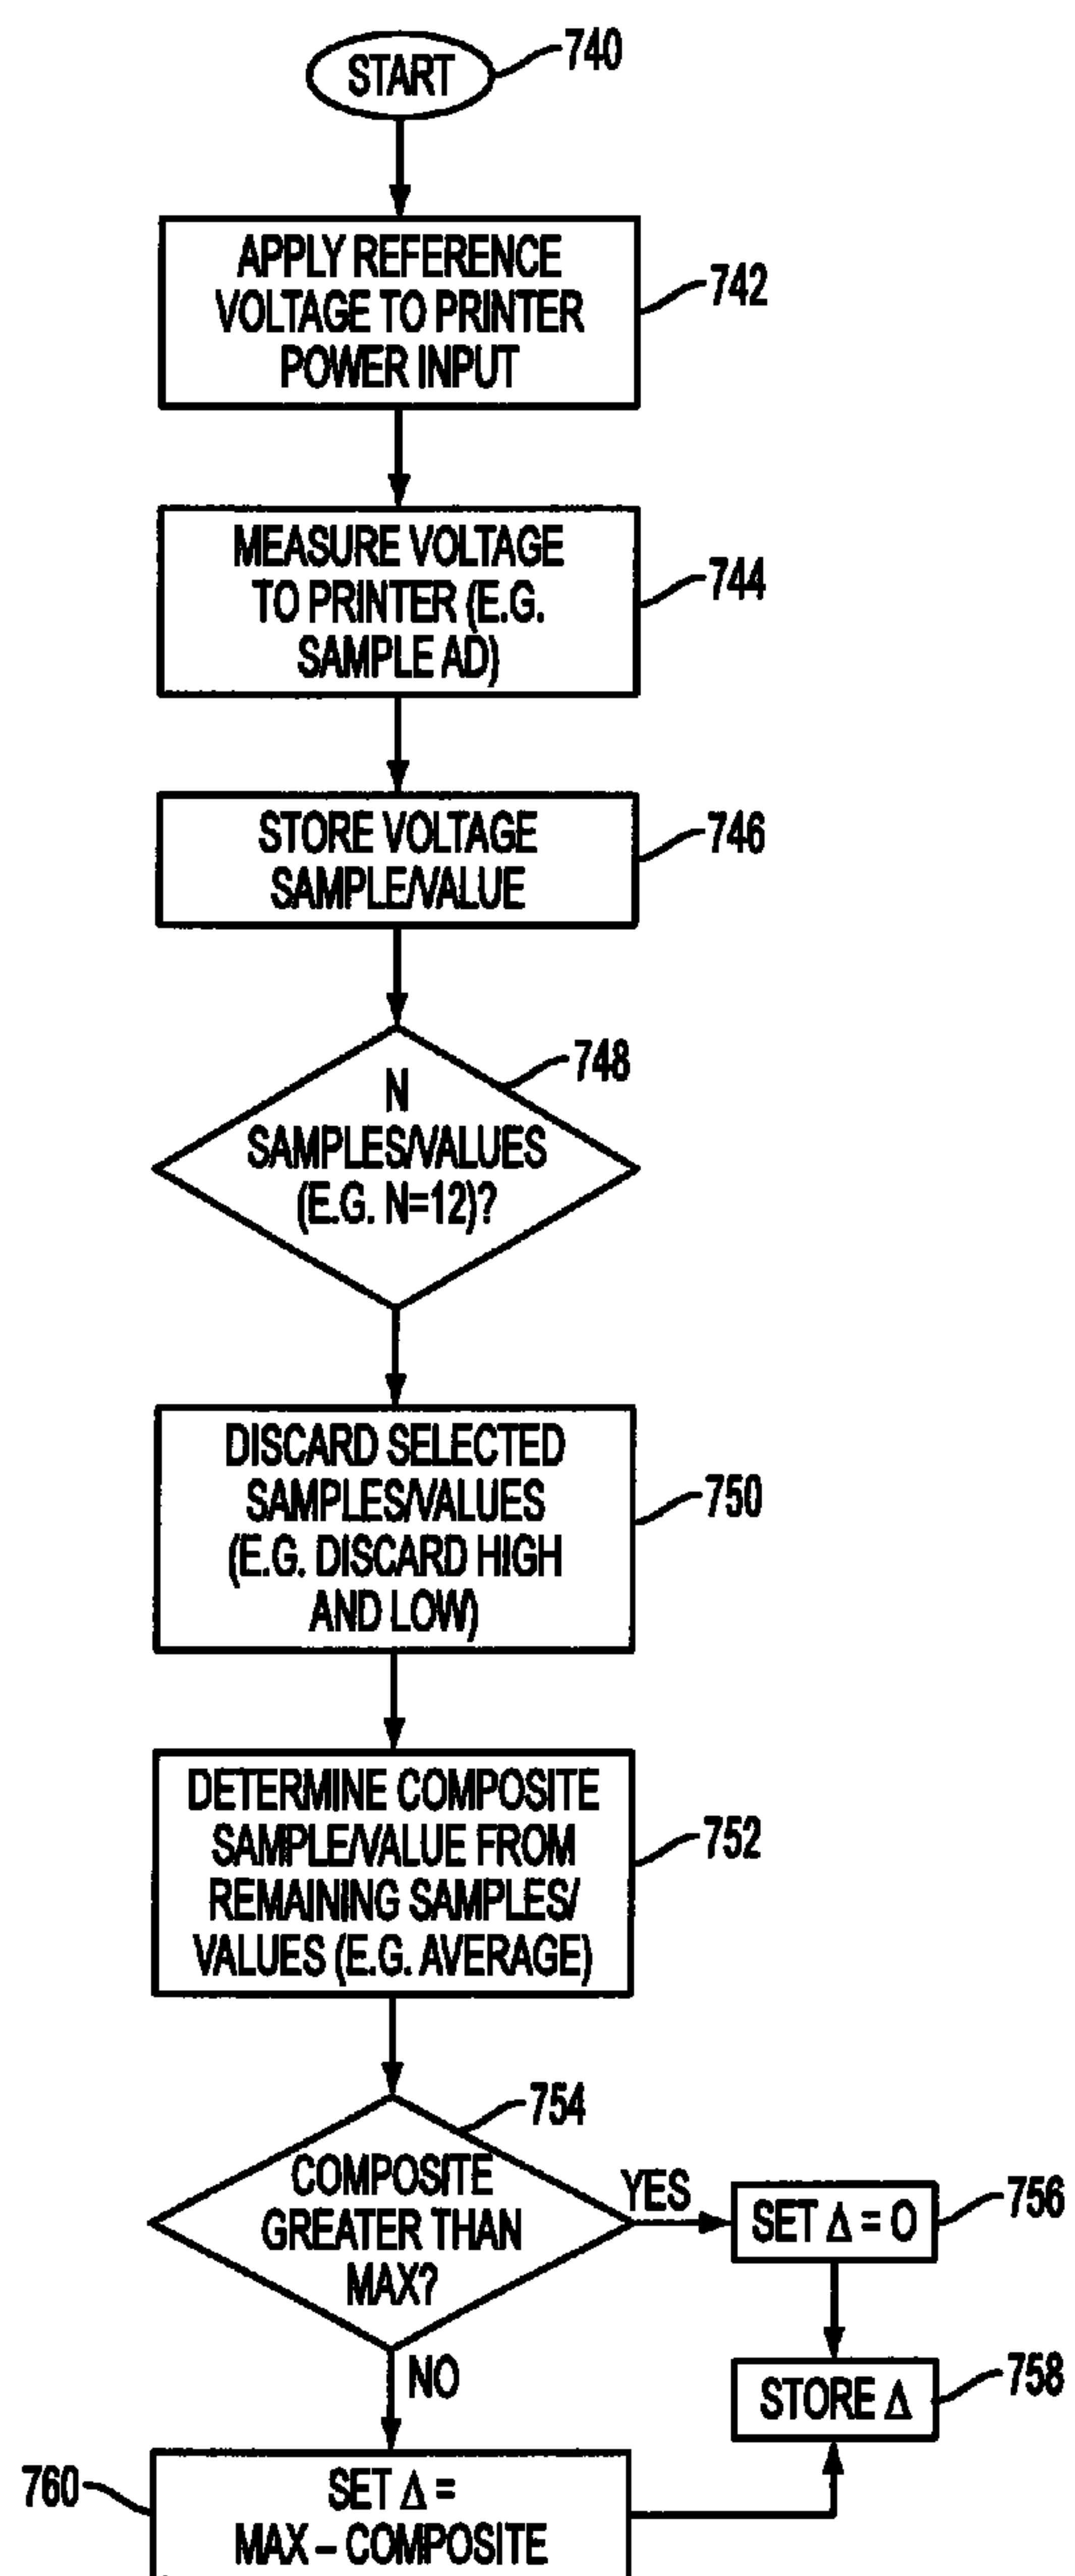 START
740
APPLY REFERENCE
VOLTAGE TO PRINTER
POWER INPUT
742
MEASURE VOLTAGE
TO PRINTER (E.G.
SAMPLE AD)
744
STORE VOLTAGE
SAMPLE/VALUE
746
N
SAMPLES/VALUES
(E.G. N=12)?
748
DISCARD SELECTED
SAMPLES/VALUES
(E.G. DISCARD HIGH
AND LOW)
750
DETERMINE COMPOSITE
SAMPLE/VALUE FROM
REMAINING SAMPLES/
VALUES (E.G. AVERAGE)
752
COMPOSITE
GREATER THAN
MAX?
754
YES
SET Δ = O
756
NO
STORE Δ
758
SET Δ =
MAX – COMPOSITE
760